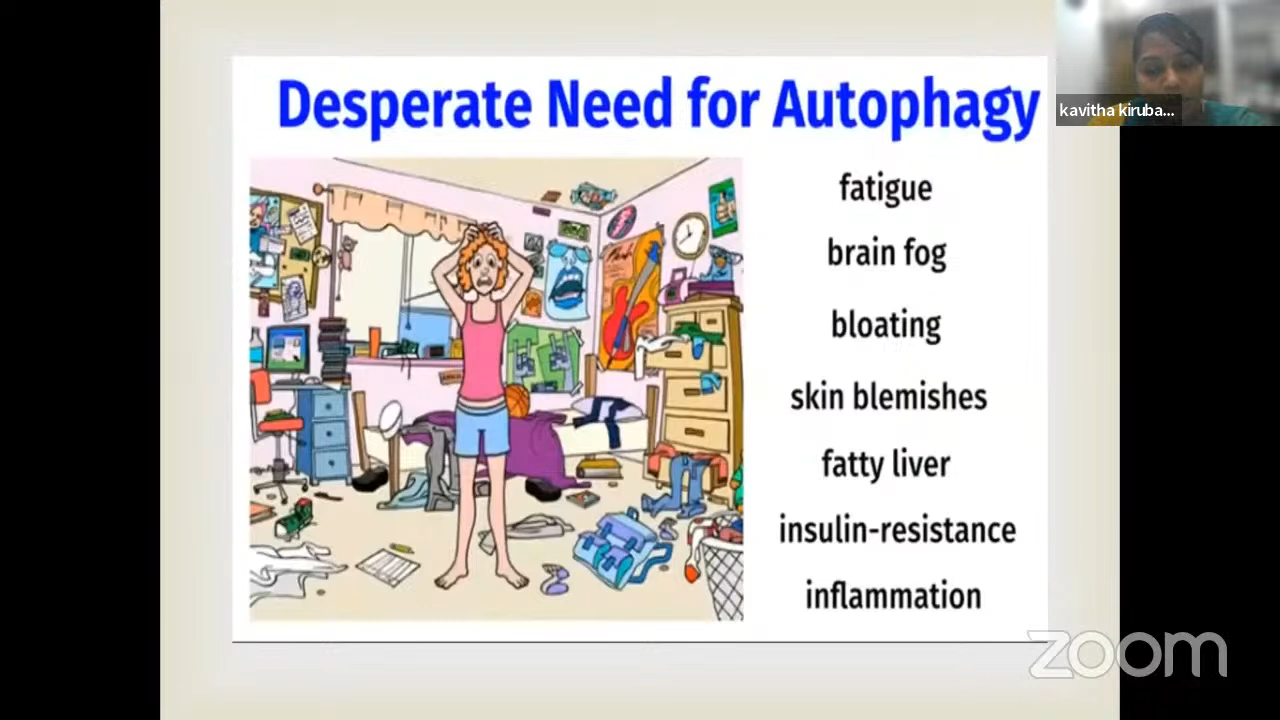 Desperate Need for Autophagy
kavitha kiruba...
fatigue
brain fog
bloating
skin blemishes
fatty liver
insulin-resistance
inflammation
zoom